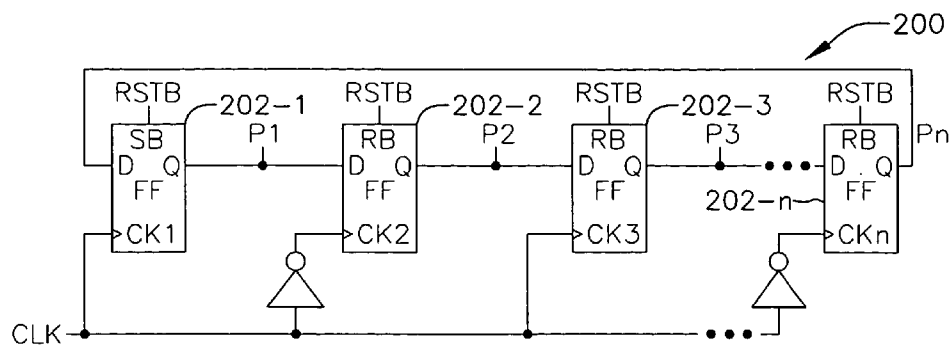 200
RSTB 202-1 RSTB 202-2 RSTB 202-3 RSTB
SB P1 RB P2 RB P3 RB Pn
D Q D Q D Q D Q
FF FF FF FF
202-n
CK1 CK2 CK3 CKn
CLK